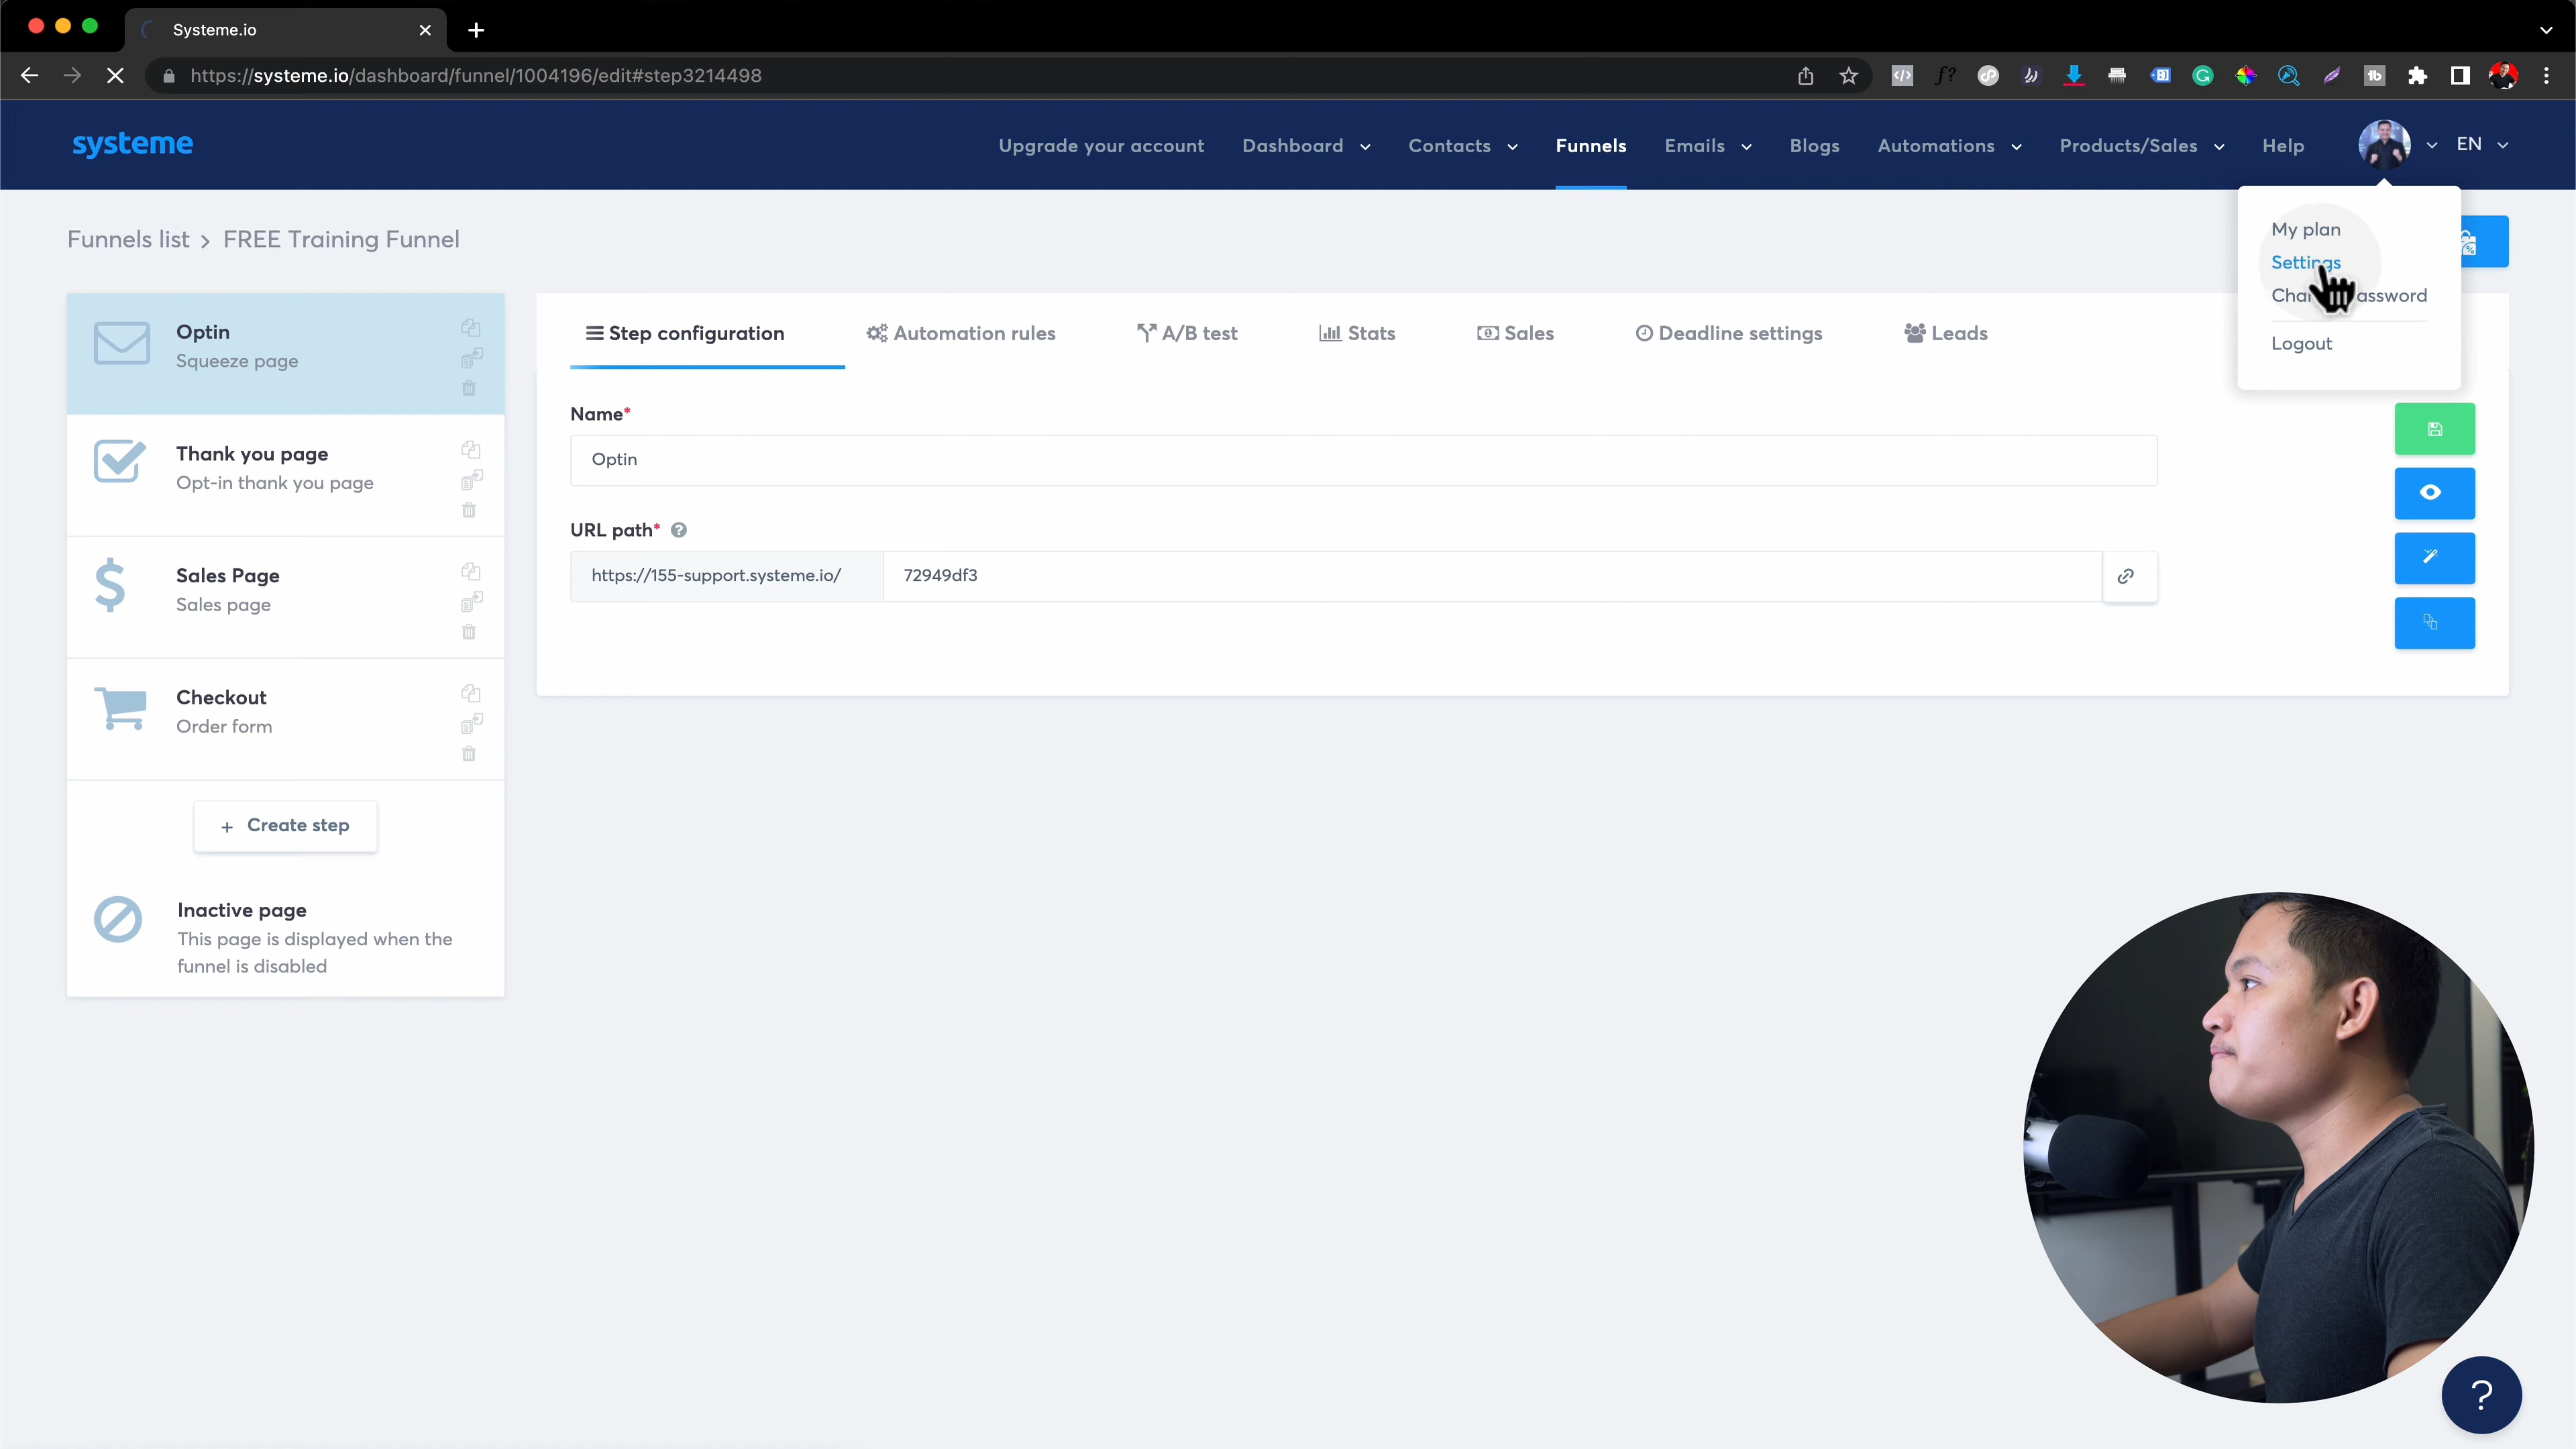 Systeme.io
https://systeme.io/dashboard/funnel/1004196/edit#step3214498
systeme
Upgrade your account
Dashboard
Contacts
Funnels
Emails
Blogs
Automations
Products/Sales
Help
EN
My plan
Settings
Logout
Funnels list > FREE Training Funnel
Optin
Squeeze page
Thank you page
Opt-in thank you page
Sales Page
Sales page
Checkout
Order form
+ Create step
Inactive page
This page is displayed when the
funnel is disabled
Step configuration
Automation rules
A/B test
Stats
Sales
Deadline settings
Leads
Name*
Optin
URL path* ?
https://155-support.systeme.io/
72949df3
?